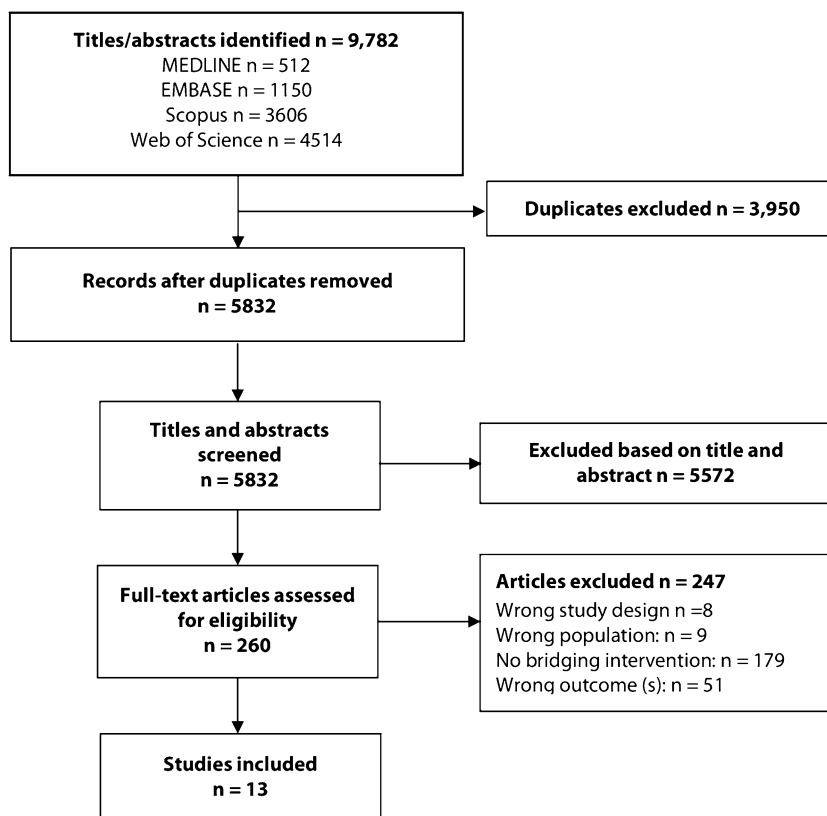 Titles/abstracts identified n = 9,782
MEDLINE n = 512
EMBASE n = 1150
Scopus n = 3606
Web of Science n = 4514
Duplicates excluded n = 3,950
Records after duplicates removed
n = 5832
Titles and abstracts
screened
n = 5832
Excluded based on title and
abstract n = 5572
Full-text articles assessed
for eligibility
n = 260
Articles excluded n = 247
Wrong study design n =8
Wrong population: n = 9
No bridging intervention: n = 179
Wrong outcome (s): n = 51
Studies included
n = 13